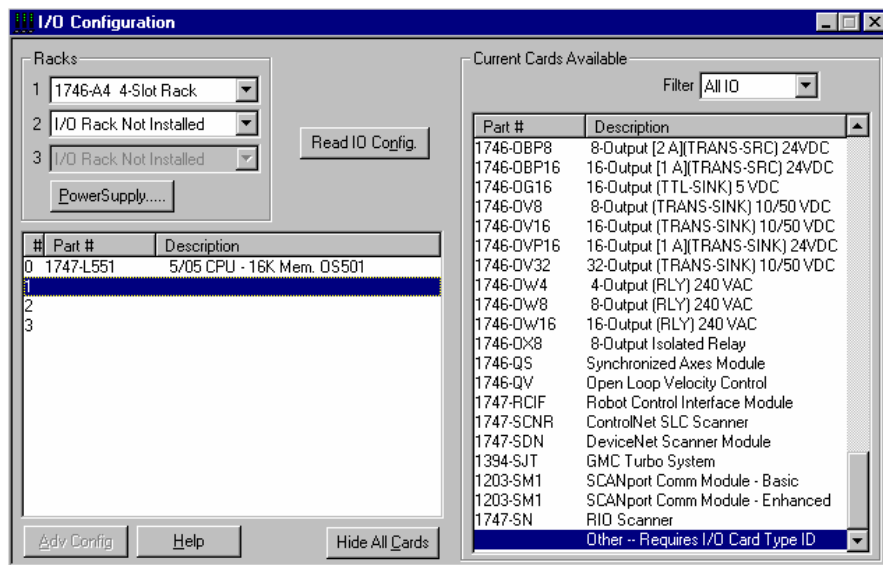 I/O Configuration
Racks
1 1746-A4 4-Slot Rack
2 I/O Rack Not Installed
3 I/O Rack Not Installed
PowerSupply.....
Read IO Config.
# Part # Description
0 1747-L551 5/05 CPU - 16K Mem. OS501
1
2
3
Adv Config
Help
Hide All Cards
Current Cards Available
Filter All IO
Part # Description
1746-OBP8 8-Output [2 A](TRANS-SRC) 24VDC
1746-OBP16 16-Output [1 A](TRANS-SRC) 24VDC
1746-OG16 16-Output (TTL-SINK) 5 VDC
1746-OV8 8-Output (TRANS-SINK) 10/50 VDC
1746-OV16 16-Output (TRANS-SINK) 10/50 VDC
1746-OVP16 16-Output [1 A](TRANS-SINK) 24VDC
1746-OV32 32-Output (TRANS-SINK) 10/50 VDC
1746-OW4 4-Output (RLY) 240 VAC
1746-OW8 8-Output (RLY) 240 VAC
1746-OW16 16-Output (RLY) 240 VAC
1746-OX8 8-Output Isolated Relay
1746-QS Synchronized Axes Module
1746-QV Open Loop Velocity Control
1747-RCIF Robot Control Interface Module
1747-SCNR ControlNet SLC Scanner
1747-SDN DeviceNet Scanner Module
1394-SJT GMC Turbo System
1203-SM1 SCANport Comm Module - Basic
1203-SM1 SCANport Comm Module - Enhanced
1747-SN RIO Scanner
Other -- Requires I/O Card Type ID